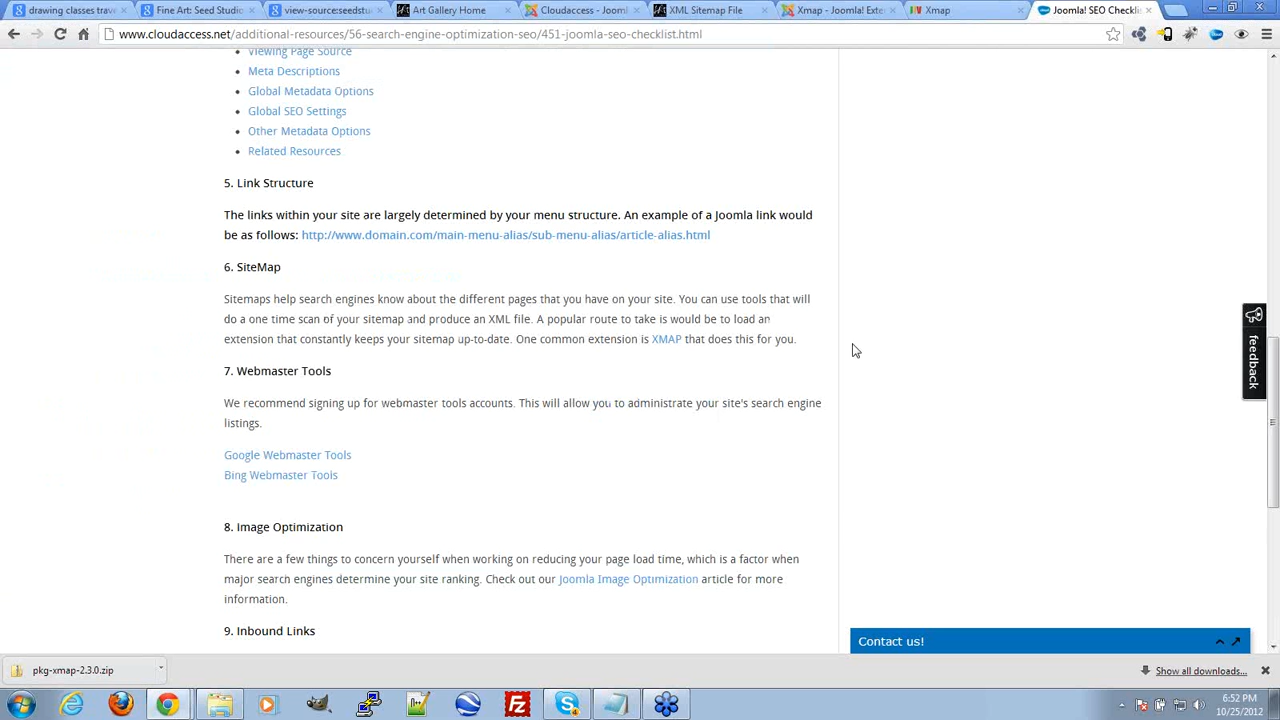 drawing classes trav
Fine Art: Seed Studio
view-source:seedstu
Art Gallery Home
Cloudaccess - Joom
XML Sitemap File
Xmap - Joomla! Exte
Xmap
Joomla! SEO Checkli
www.cloudaccess.net/additional-resources/56-search-engine-optimization-seo/451-joomla-seo-checklist.html
Viewing Page Source
Meta Descriptions
Global Metadata Options
Global SEO Settings
Other Metadata Options
Related Resources
5. Link Structure
The links within your site are largely determined by your menu structure. An example of a Joomla link would
be as follows: http://www.domain.com/main-menu-alias/sub-menu-alias/article-alias.html
6. SiteMap
Sitemaps help search engines know about the different pages that you have on your site. You can use tools that will
do a one time scan of your sitemap and produce an XML file. A popular route to take is would be to load an
extension that constantly keeps your sitemap up-to-date. One common extension is XMAP that does this for you.
7. Webmaster Tools
We recommend signing up for webmaster tools accounts. This will allow you to administrate your site's search engine
listings.
Google Webmaster Tools
Bing Webmaster Tools
8. Image Optimization
There are a few things to concern yourself when working on reducing your page load time, which is a factor when
major search engines determine your site ranking. Check out our Joomla Image Optimization article for more
information.
9. Inbound Links
feedback
Contact us!
pkg-xmap-2.3.0.zip
Show all downloads...
6:52 PM
10/25/2012